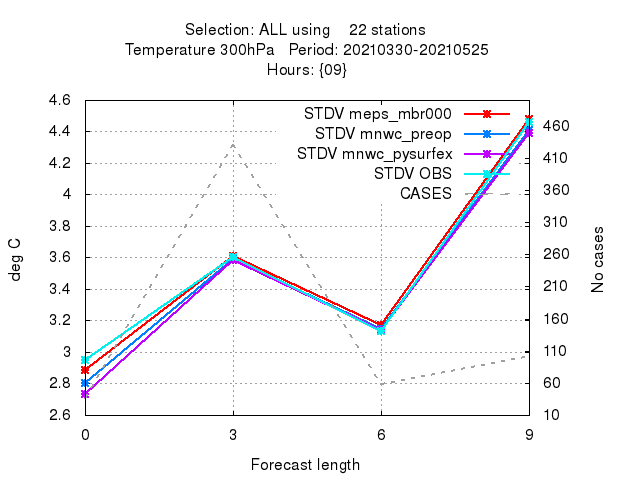 Selection: ALL using 22 stations
Temperature 300hPa Period: 20210330-20210525
Hours: {09}
STDV meps_mbr000
STDV mnwc_preop
STDV mnwc_pysurfex
STDV OBS
CASES
4.6
4.4
4.2
4
3.8
3.6
3.4
3.2
3
2.8
2.6
deg C
460
410
360
310
260
210
160
110
60
10
No cases
0 3 6 9
Forecast length